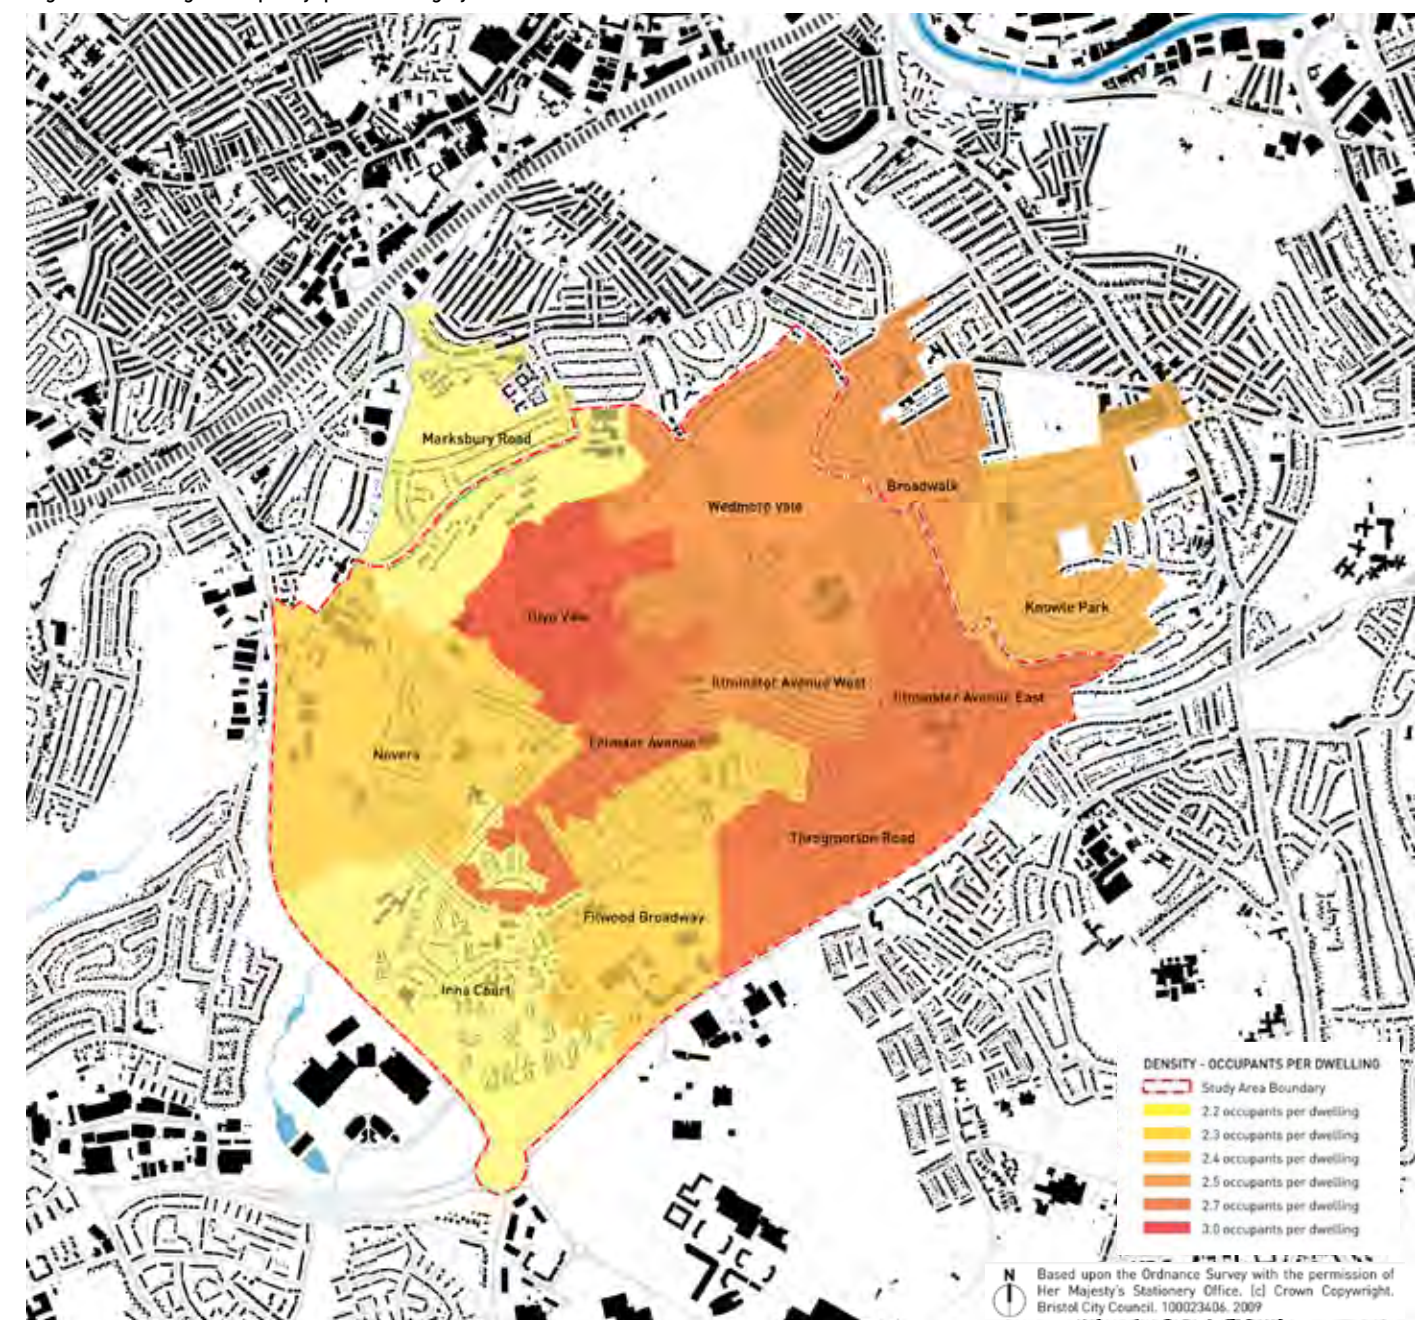 Marksbury Road
Broadwalk
Wedmore Vale
Knowle Park
Ilminster Avenue West
Ilminster Avenue East
Novers
Throgmorton Road
Filwood Broadway
Inns Court
DENSITY - OCCUPANTS PER DWELLING
Study Area Boundary
2.2 occupants per dwelling
2.3 occupants per dwelling
2.4 occupants per dwelling
2.5 occupants per dwelling
2.7 occupants per dwelling
3.0 occupants per dwelling
N
Based upon the Ordnance Survey with the permission of
Her Majesty's Stationery Office. (c) Crown Copywright.
Bristol City Council. 100023406. 2009